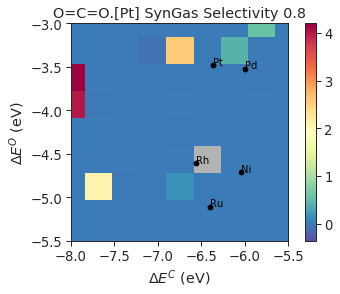 O=C=O.[Pt] SynGas Selectivity 0.8
−3.0
−3.5
−4.0
−4.5
−5.0
−5.5
ΔE^O (eV)
Pt
Pd
Rh
Ni
Ru
−8.0 −7.5 −7.0 −6.5 −6.0 −5.5
ΔE^C (eV)
4
3
2
1
0